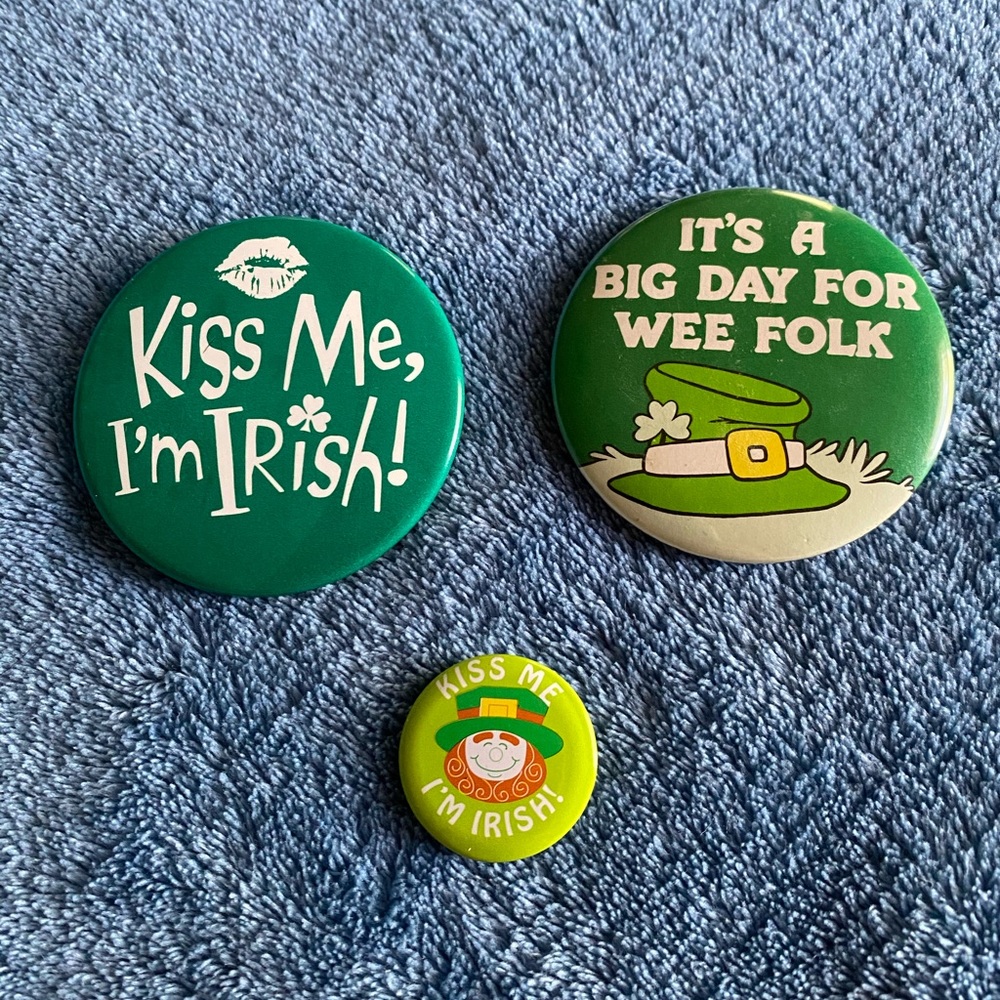 Kiss Me,
I'm IRish!
IT'S A
BIG DAY FOR
WEE FOLK
KISS ME
I'M IRISH!